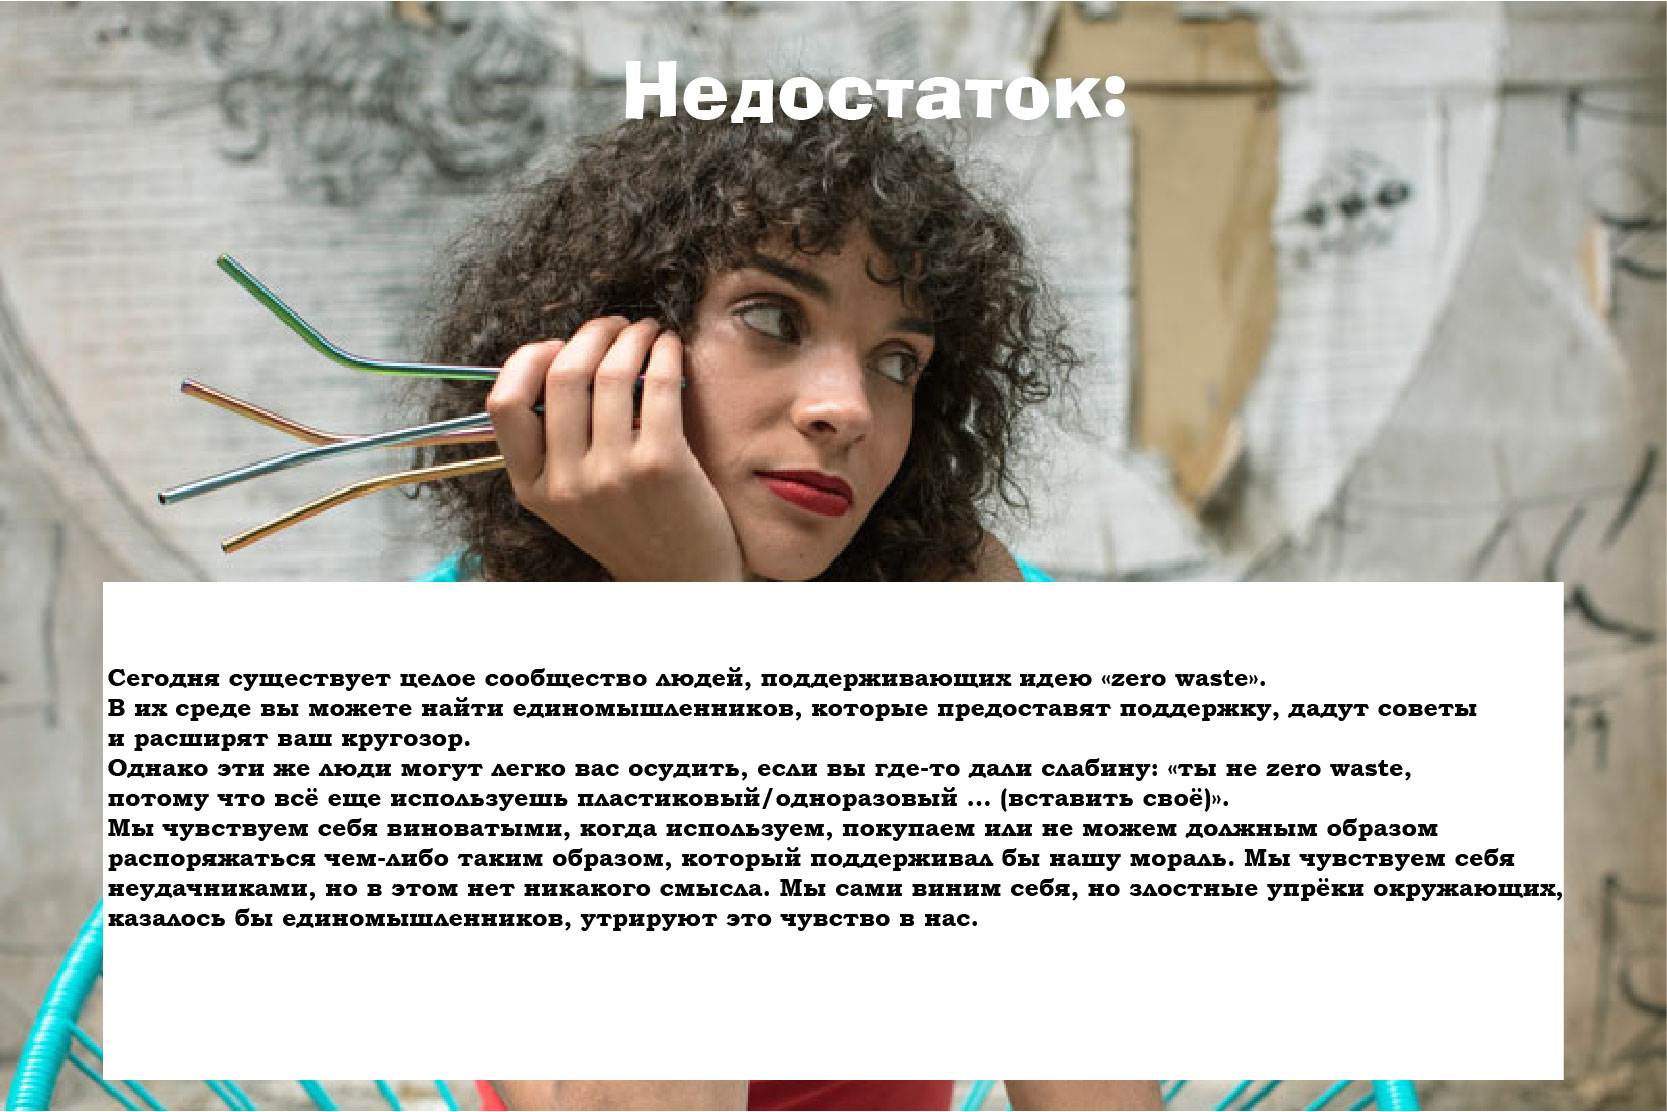 Недостаток:
Сегодня существует целое сообщество людей, поддерживающих идею «zero waste».
В их среде вы можете найти единомышленников, которые предоставят поддержку, дадут советы
и расширят ваш кругозор.
Однако эти же люди могут легко вас осудить, если вы где-то дали слабину: «ты не zero waste,
потому что всё еще используешь пластиковый/одноразовый ... (вставить своё)».
Мы чувствуем себя виноватыми, когда используем, покупаем или не можем должным образом
распоряжаться чем-либо таким образом, который поддерживал бы нашу мораль. Мы чувствуем себя
неудачниками, но в этом нет никакого смысла. Мы сами виним себя, но злостные упрёки окружающих,
казалось бы единомышленников, утрируют это чувство в нас.